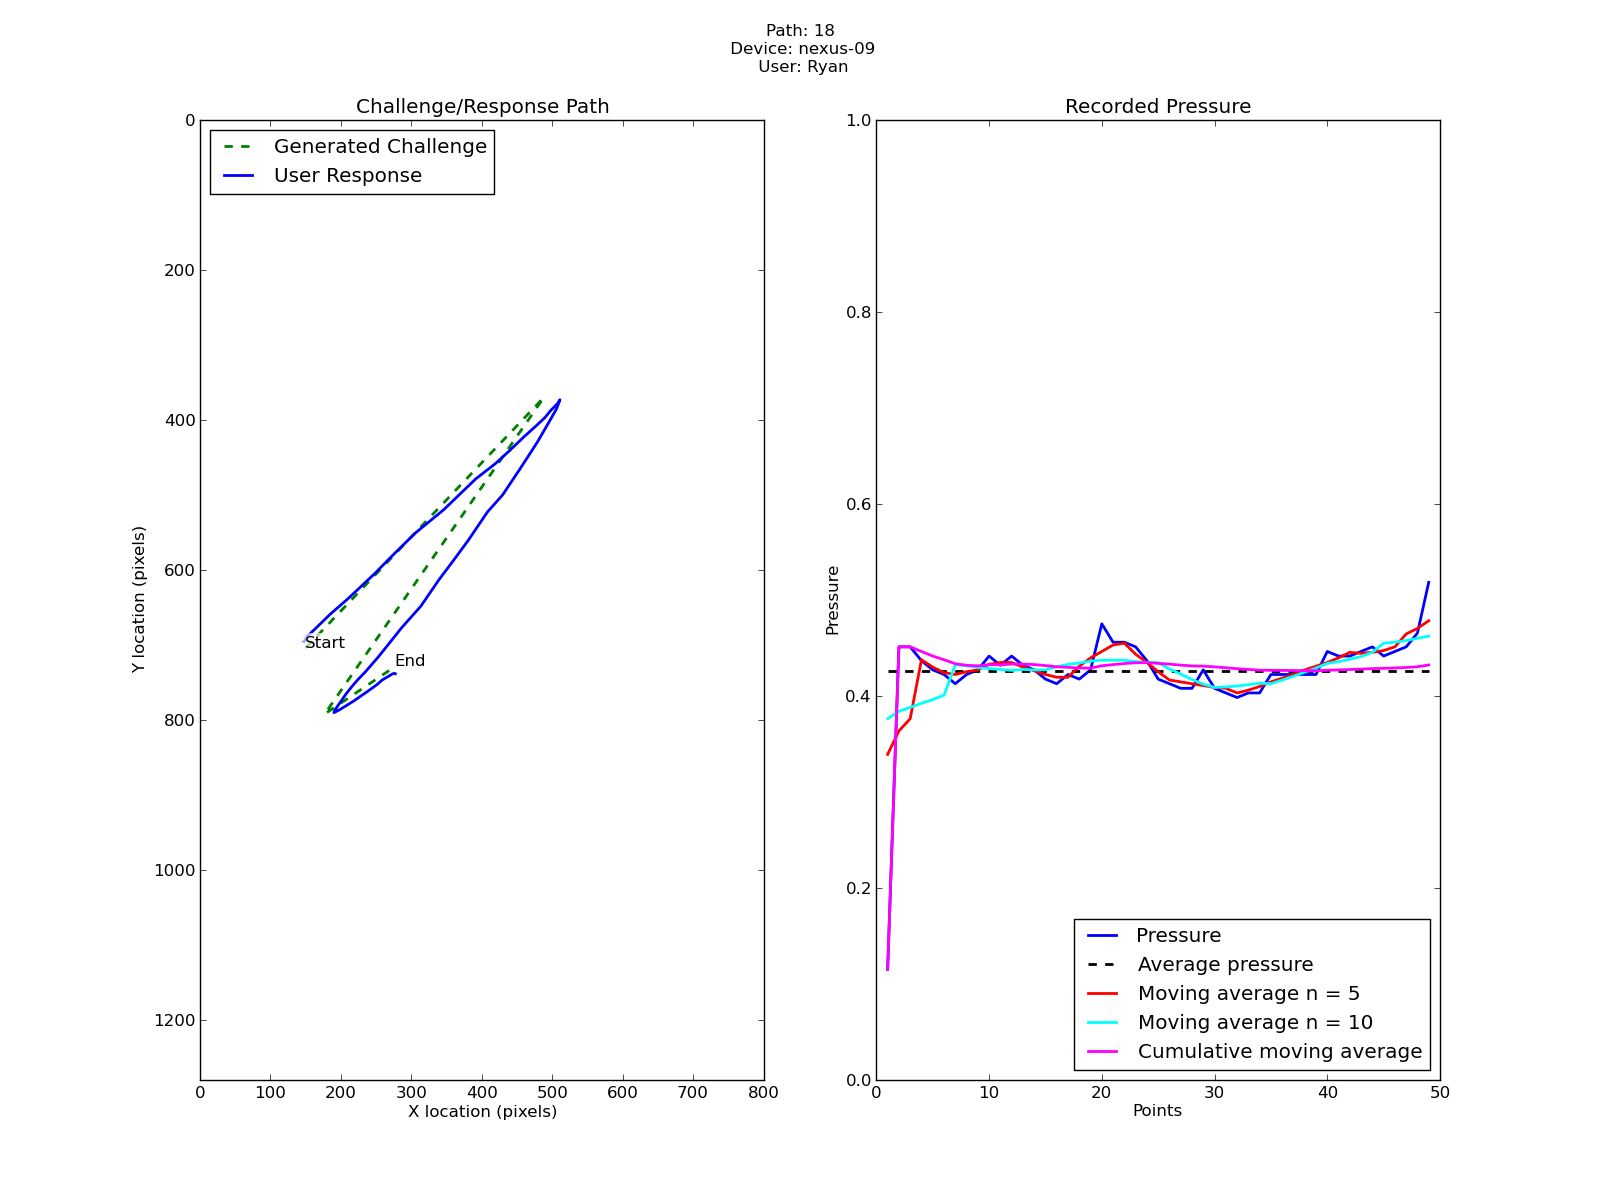 Path: 18
Device: nexus-09
User: Ryan
Challenge/Response Path
Generated Challenge
User Response
Start
End
0
200
400
600
800
1000
1200
Y location (pixels)
0 100 200 300 400 500 600 700 800
X location (pixels)
Recorded Pressure
1.0
0.8
0.6
0.4
0.2
0.0
Pressure
Pressure
Average pressure
Moving average n = 5
Moving average n = 10
Cumulative moving average
0 10 20 30 40 50
Points